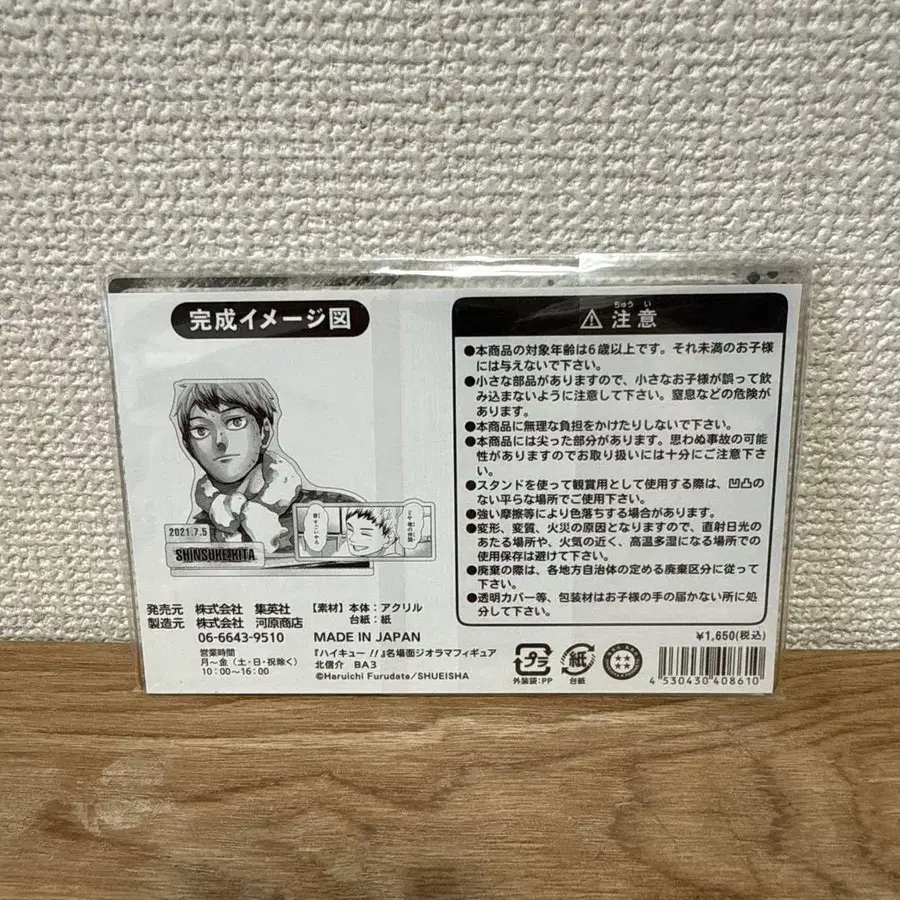 完成イメージ図
2021.7.5
SHINSUKE KITA
どや俺の仲間
すごいやろ
発売元 株式会社 集英社
製造元 株式会社 河原商店
06-6643-9510
営業時間
月～金（土・日・祝除く）
10：00～16:00
【素材】本体：アクリル
台紙：紙
MADE IN JAPAN
『ハイキュー!!』名場面ジオラマフィギュア
北信介 BA3
©Haruichi Furudate/SHUEISHA
ちゅう い
⚠注意
●本商品の対象年齢は6歳以上です。それ未満のお子様
には与えないで下さい。
●小さな部品がありますので、小さなお子様が誤って飲
み込まないように注意して下さい。窒息などの危険が
あります。
●本商品に無理な負担をかけたりしないで下さい。
●本商品には尖った部分があります。思わぬ事故の可能
性がありますのでお取り扱いには十分にご注意下さ
い。
●スタンドを使って観賞用として使用する際は、凹凸の
ない平らな場所でご使用下さい。
●強い摩擦等により色落ちする場合があります。
●変形、変質、火災の原因となりますので、直射日光の
あたる場所や、火気の近く、高温多湿になる場所での
使用保存は避けて下さい。
●廃棄の際は、各地方自治体の定める廃棄区分に従って
下さい。
●透明カバー等、包装材はお子様の手の届かない所に処
分して下さい。
¥1,650(税込)
プラ
外装袋：PP
紙
台紙
4 530430 408610